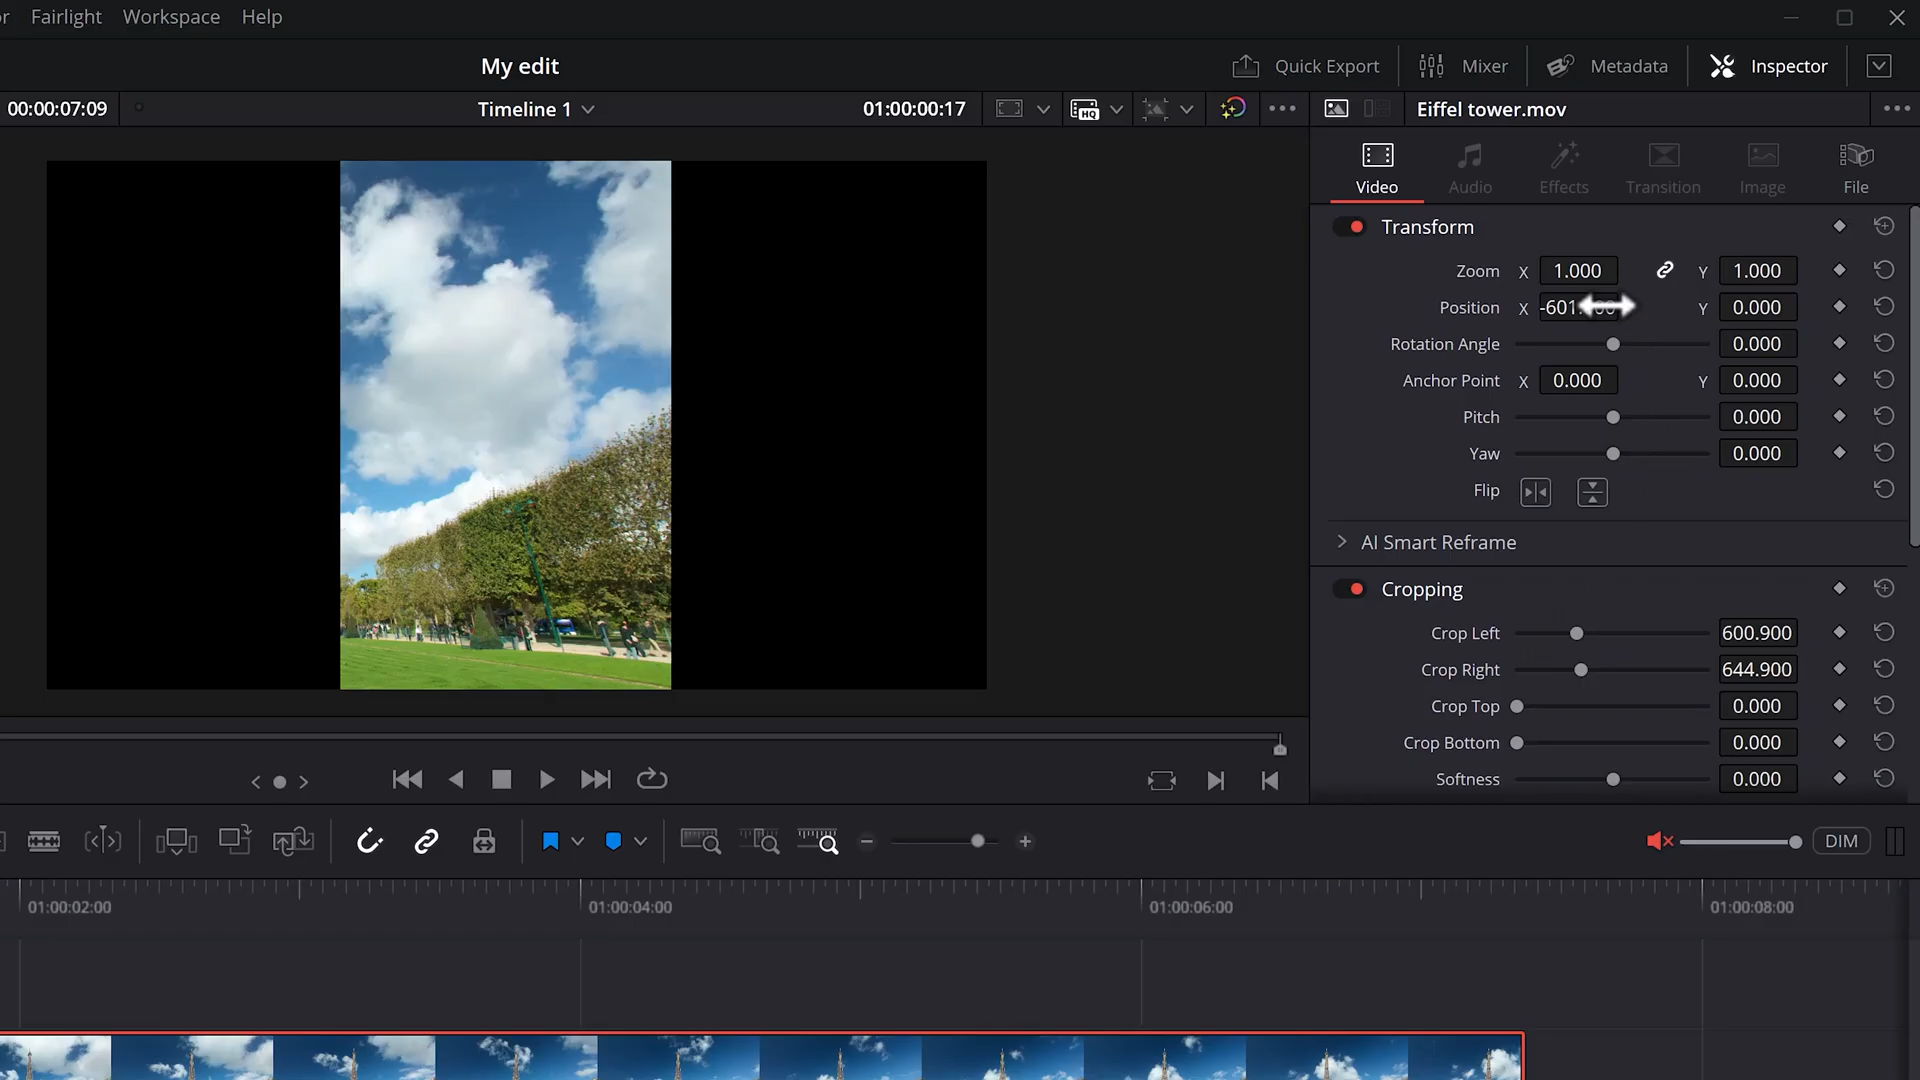 Fairlight Workspace Help
My edit
Quick Export Mixer Metadata Inspector
00:00:07:09 Timeline 1 01:00:00:17 HQ Eiffel tower.mov
Video Audio Effects Transition Image File
Transform
Zoom X 1.000 Y 1.000
Position X Y 0.000
Rotation Angle 0.000
Anchor Point X 0.000 Y 0.000
Pitch 0.000
Yaw 0.000
Flip
AI Smart Reframe
Cropping
Crop Left 600.900
Crop Right 644.900
Crop Top 0.000
Crop Bottom 0.000
Softness 0.000
DIM
01:00:02:00 01:00:04:00 01:00:06:00 01:00:08:00